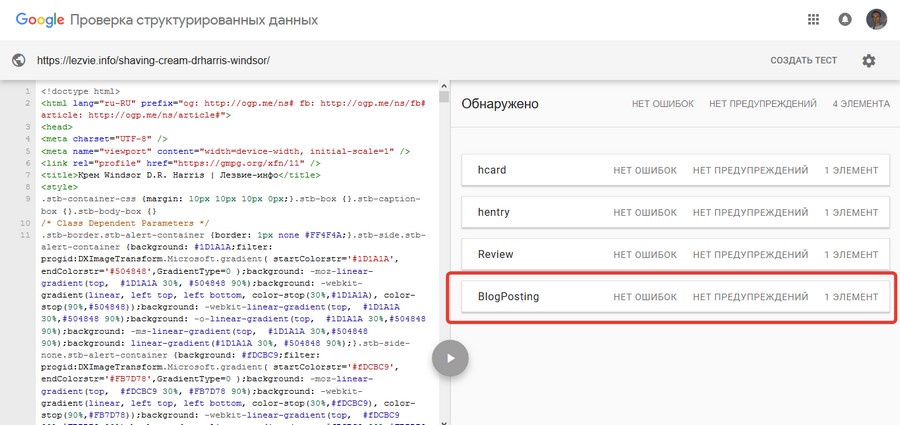 Google Проверка структурированных данных
https://lezvie.info/shaving-cream-drharris-windsor/
СОЗДАТЬ ТЕСТ
1 <!doctype html>
2 <html lang="ru-RU" prefix="og: http://ogp.me/ns# fb: http://ogp.me/ns/fb#
article: http://ogp.me/ns/article#">
3 <head>
4 <meta charset="UTF-8" />
5 <meta name="viewport" content="width=device-width, initial-scale=1" />
6 <link rel="profile" href="https://gmpg.org/xfn/11" />
7 <title>Крем Windsor D.R. Harris | Лезвие-инфо</title>
8 <style>
9 .stb-container-css {margin: 10px 10px 10px 0px;}.stb-box {}.stb-caption-
box {}.stb-body-box {}
10 /* Class Dependent Parameters */
11 .stb-border.stb-alert-container {border: 1px none #FF4F4A;}.stb-side.stb-
alert-container {background: #1D1A1A;filter:
progid:DXImageTransform.Microsoft.gradient( startColorstr='#1D1A1A',
endColorstr='#504848',GradientType=0 );background: -moz-linear-
gradient(top,  #1D1A1A 30%, #504848 90%);background: -webkit-
gradient(linear, left top, left bottom, color-stop(30%,#1D1A1A), color-
stop(90%,#504848));background: -webkit-linear-gradient(top,  #1D1A1A
30%,#504848 90%);background: -o-linear-gradient(top,  #1D1A1A 30%,#504848
90%);background: -ms-linear-gradient(top,  #1D1A1A 30%,#504848
90%);background: linear-gradient(#1D1A1A 30%, #504848 90%);}.stb-side-
none.stb-alert-container {background: #fDCBC9;filter:
progid:DXImageTransform.Microsoft.gradient( startColorstr='#fDCBC9',
endColorstr='#FB7D78',GradientType=0 );background: -moz-linear-
gradient(top,  #fDCBC9 30%, #FB7D78 90%);background: -webkit-
gradient(linear, left top, left bottom, color-stop(30%,#fDCBC9), color-
stop(90%,#FB7D78));background: -webkit-linear-gradient(top,  #fDCBC9
Обнаружено НЕТ ОШИБОК НЕТ ПРЕДУПРЕЖДЕНИЙ 4 ЭЛЕМЕНТА
hcard НЕТ ОШИБОК НЕТ ПРЕДУПРЕЖДЕНИЙ 1 ЭЛЕМЕНТ
hentry НЕТ ОШИБОК НЕТ ПРЕДУПРЕЖДЕНИЙ 1 ЭЛЕМЕНТ
Review НЕТ ОШИБОК НЕТ ПРЕДУПРЕЖДЕНИЙ 1 ЭЛЕМЕНТ
BlogPosting НЕТ ОШИБОК НЕТ ПРЕДУПРЕЖДЕНИЙ 1 ЭЛЕМЕНТ